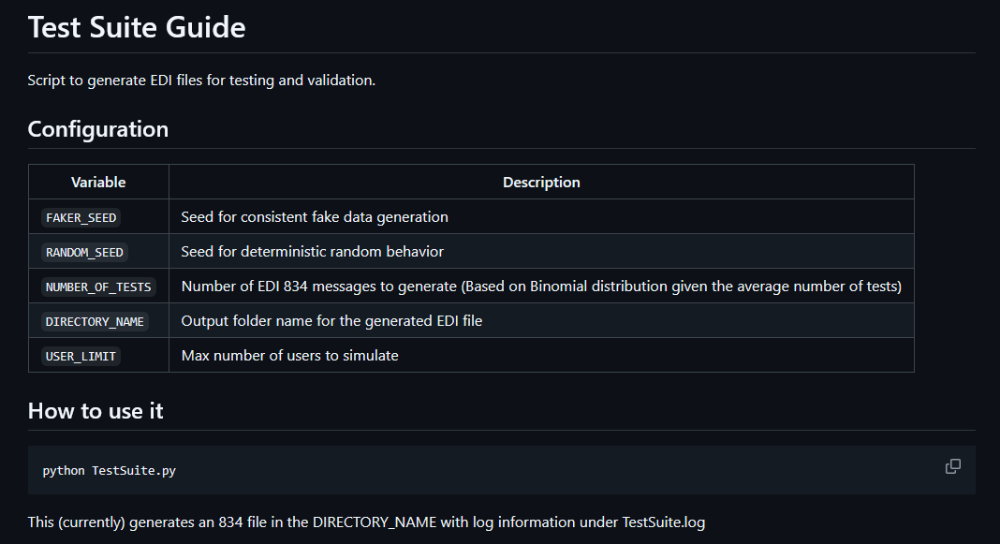 Test Suite Guide
Script to generate EDI files for testing and validation.
Configuration
Variable Description
FAKER_SEED Seed for consistent fake data generation
RANDOM_SEED Seed for deterministic random behavior
NUMBER_OF_TESTS Number of EDI 834 messages to generate (Based on Binomial distribution given the average number of tests)
DIRECTORY_NAME Output folder name for the generated EDI file
USER_LIMIT Max number of users to simulate
How to use it
python TestSuite.py
This (currently) generates an 834 file in the DIRECTORY_NAME with log information under TestSuite.log